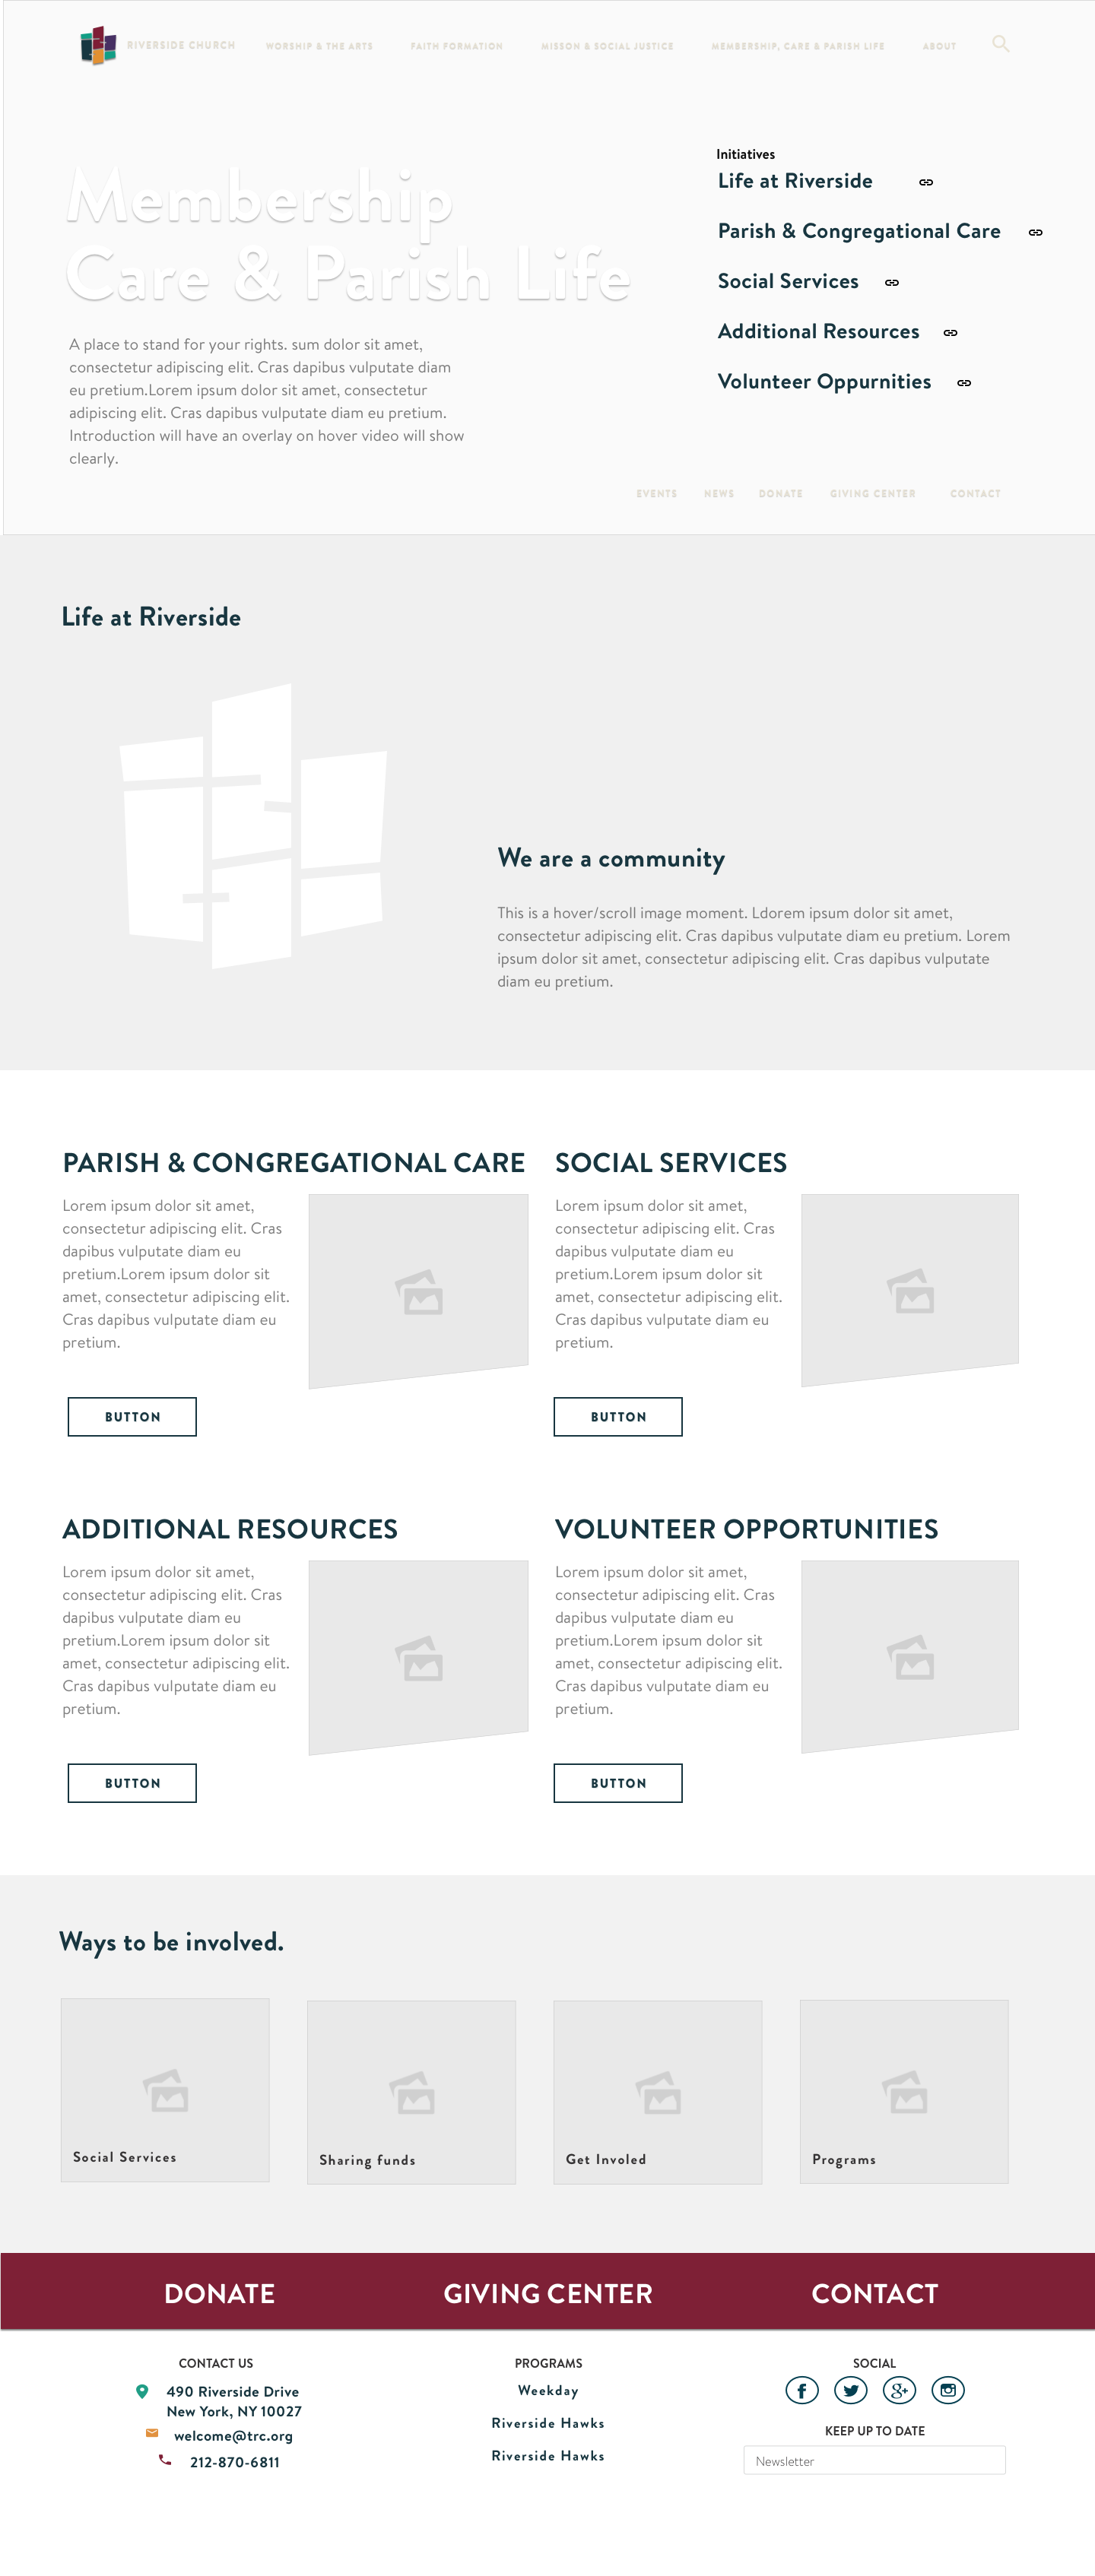 RIVERSIDE CHURCH
WORSHIP & THE ARTS
FAITH FORMATION
MISSON & SOCIAL JUSTICE
MEMBERSHIP, CARE & PARISH LIFE
ABOUT
Membership
Care & Parish Life
A place to stand for your rights. sum dolor sit amet,
consectetur adipiscing elit. Cras dapibus vulputate diam
eu pretium.Lorem ipsum dolor sit amet, consectetur
adipiscing elit. Cras dapibus vulputate diam eu pretium.
Introduction will have an overlay on hover video will show
clearly.
Initiatives
Life at Riverside
Parish & Congregational Care
Social Services
Additional Resources
Volunteer Oppurnities
EVENTS
NEWS
DONATE
GIVING CENTER
CONTACT
Life at Riverside
We are a community
This is a hover/scroll image moment. Ldorem ipsum dolor sit amet,
consectetur adipiscing elit. Cras dapibus vulputate diam eu pretium. Lorem
ipsum dolor sit amet, consectetur adipiscing elit. Cras dapibus vulputate
diam eu pretium.
PARISH & CONGREGATIONAL CARE
Lorem ipsum dolor sit amet,
consectetur adipiscing elit. Cras
dapibus vulputate diam eu
pretium.Lorem ipsum dolor sit
amet, consectetur adipiscing elit.
Cras dapibus vulputate diam eu
pretium.
BUTTON
SOCIAL SERVICES
Lorem ipsum dolor sit amet,
consectetur adipiscing elit. Cras
dapibus vulputate diam eu
pretium.Lorem ipsum dolor sit
amet, consectetur adipiscing elit.
Cras dapibus vulputate diam eu
pretium.
BUTTON
ADDITIONAL RESOURCES
Lorem ipsum dolor sit amet,
consectetur adipiscing elit. Cras
dapibus vulputate diam eu
pretium.Lorem ipsum dolor sit
amet, consectetur adipiscing elit.
Cras dapibus vulputate diam eu
pretium.
BUTTON
VOLUNTEER OPPORTUNITIES
Lorem ipsum dolor sit amet,
consectetur adipiscing elit. Cras
dapibus vulputate diam eu
pretium.Lorem ipsum dolor sit
amet, consectetur adipiscing elit.
Cras dapibus vulputate diam eu
pretium.
BUTTON
Ways to be involved.
Social Services
Sharing funds
Get Involed
Programs
DONATE
GIVING CENTER
CONTACT
CONTACT US
490 Riverside Drive
New York, NY 10027
welcome@trc.org
212-870-6811
PROGRAMS
Weekday
Riverside Hawks
Riverside Hawks
SOCIAL
KEEP UP TO DATE
Newsletter